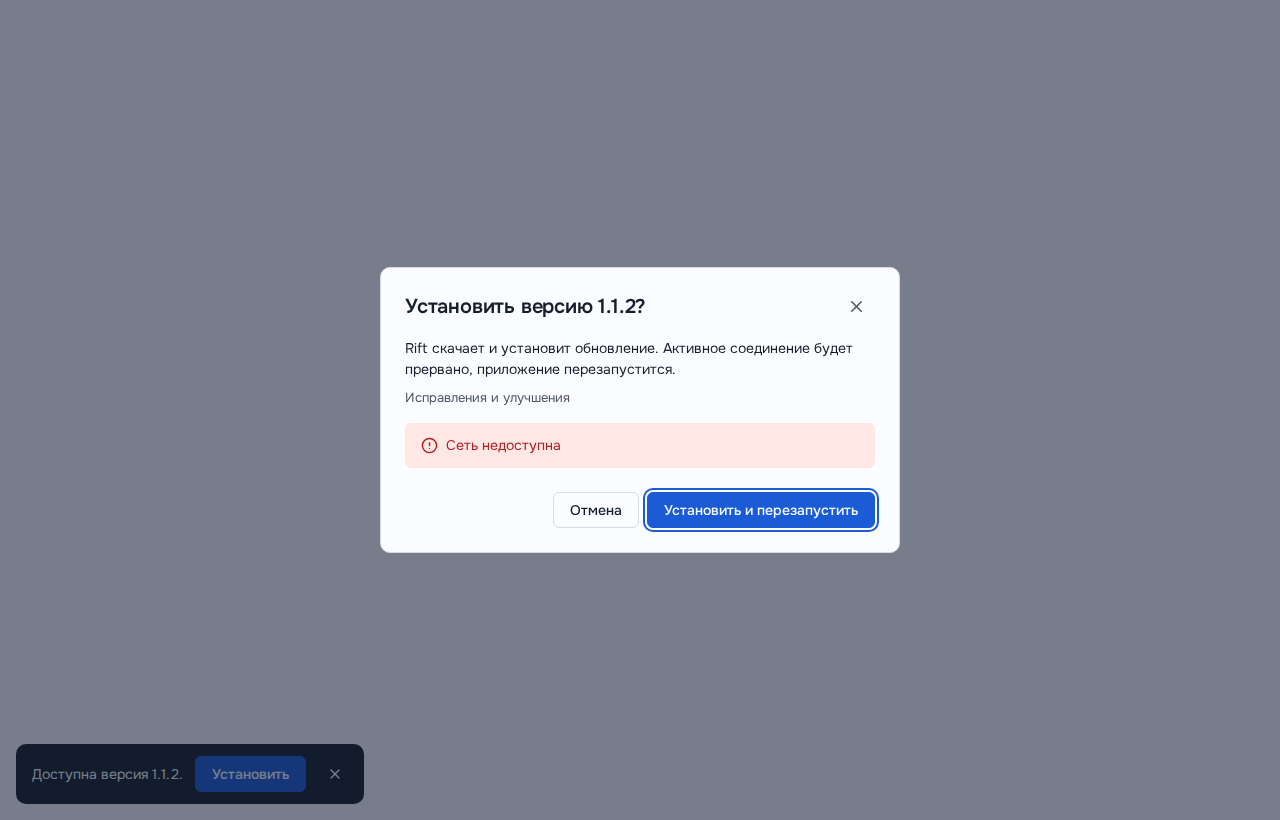 Установить версию 1.1.2?
Rift скачает и установит обновление. Активное соединение будет
прервано, приложение перезапустится.
Исправления и улучшения
Сеть недоступна
Отмена
Установить и перезапустить
Доступна версия 1.1.2.
Установить